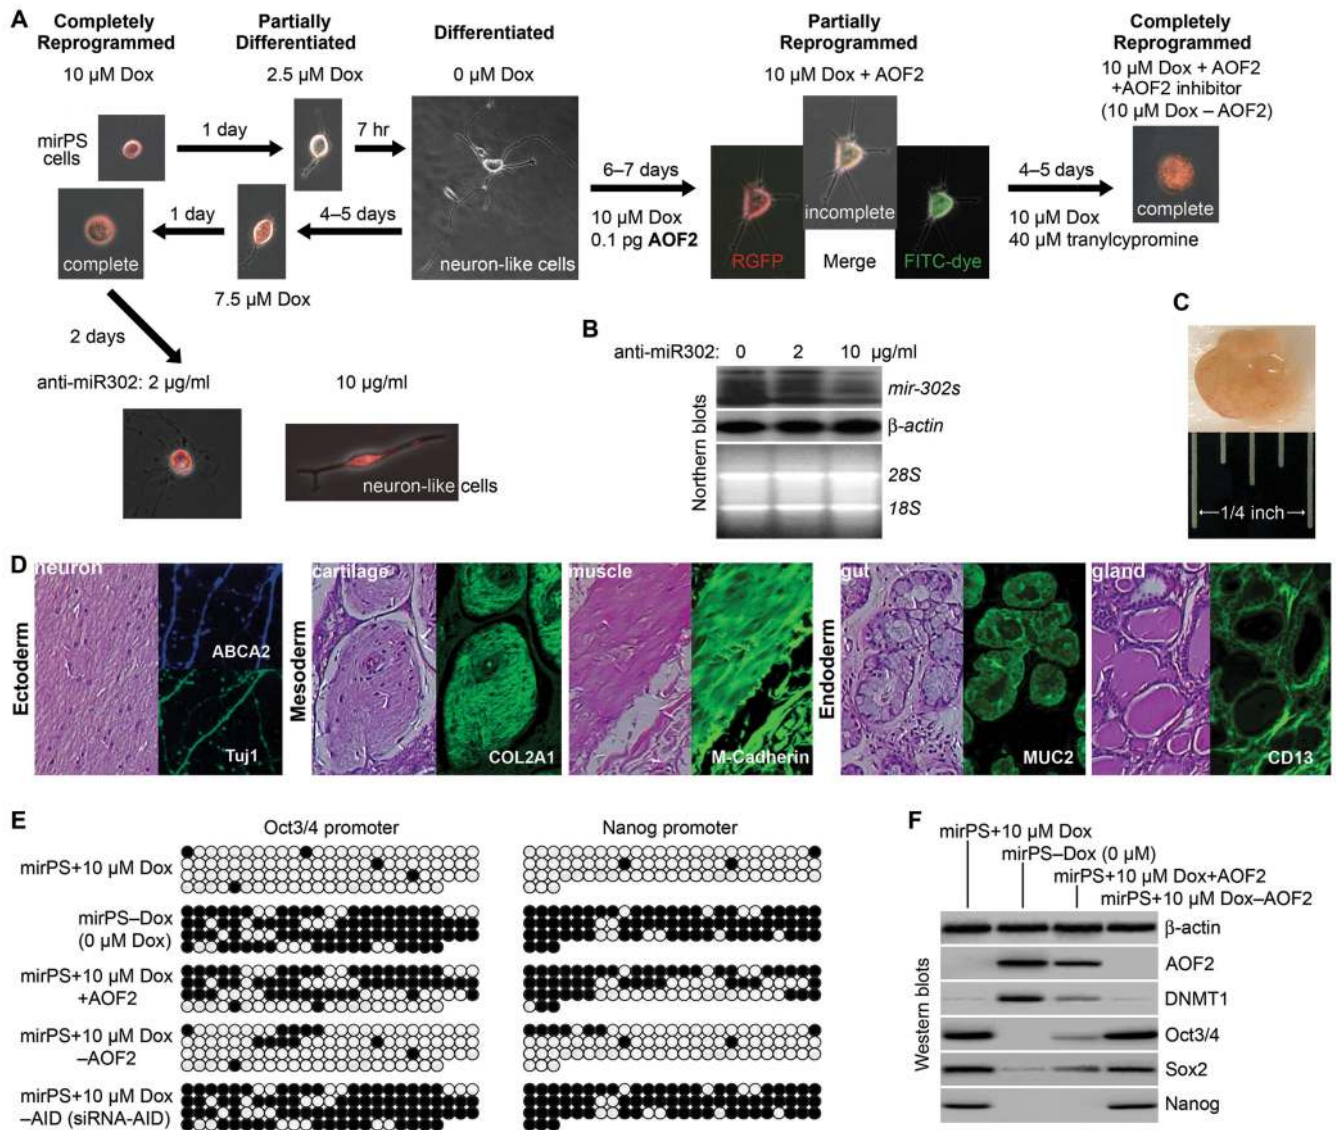 A
Completely
Reprogrammed
10 µM Dox
Partially
Differentiated
2.5 µM Dox
Differentiated
0 µM Dox
Partially
Reprogrammed
10 µM Dox + AOF2
Completely
Reprogrammed
10 µM Dox + AOF2
+AOF2 inhibitor
(10 µM Dox – AOF2)
mirPS
cells
1 day
7 hr
6–7 days
10 µM Dox
0.1 pg AOF2
incomplete
RGFP
Merge
FITC-dye
4–5 days
10 µM Dox
40 µM tranylcypromine
complete
complete
1 day
4–5 days
neuron-like cells
7.5 µM Dox
2 days
anti-miR302: 2 µg/ml
10 µg/ml
neuron-like cells
B
anti-miR302: 0 2 10 µg/ml
Northern blots
mir-302s
β-actin
28S
18S
C
1/4 inch
D
Ectoderm
neuron
ABCA2
Tuj1
Mesoderm
cartilage
COL2A1
muscle
M-Cadherin
Endoderm
gut
MUC2
gland
CD13
E
Oct3/4 promoter
Nanog promoter
mirPS+10 µM Dox
mirPS–Dox
(0 µM Dox)
mirPS+10 µM Dox
+AOF2
mirPS+10 µM Dox
–AOF2
mirPS+10 µM Dox
–AID (siRNA-AID)
F
mirPS+10 µM Dox
mirPS–Dox (0 µM)
mirPS+10 µM Dox+AOF2
mirPS+10 µM Dox–AOF2
Western blots
β-actin
AOF2
DNMT1
Oct3/4
Sox2
Nanog